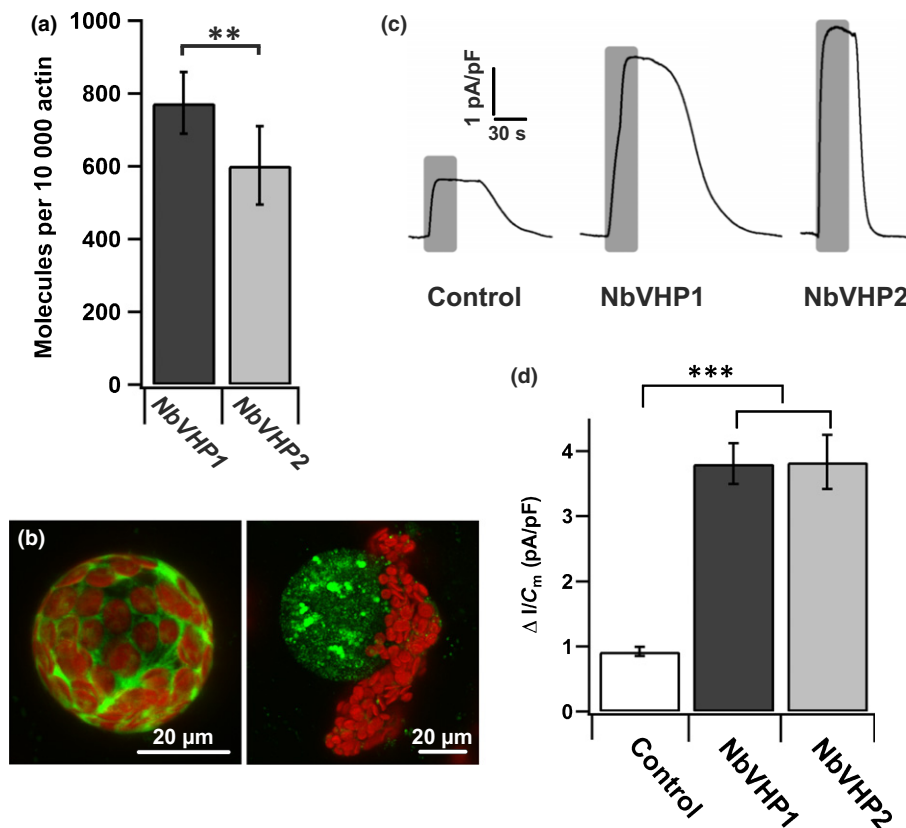 (a)
1000
**
800
600
400
200
0
Molecules per 10 000 actin
NbVHP1
NbVHP2
(b)
20 µm
20 µm
(c)
1 pA/pF
30 s
Control
NbVHP1
NbVHP2
(d)
***
4
3
2
1
0
Δ I/Cm (pA/pF)
Control
NbVHP1
NbVHP2